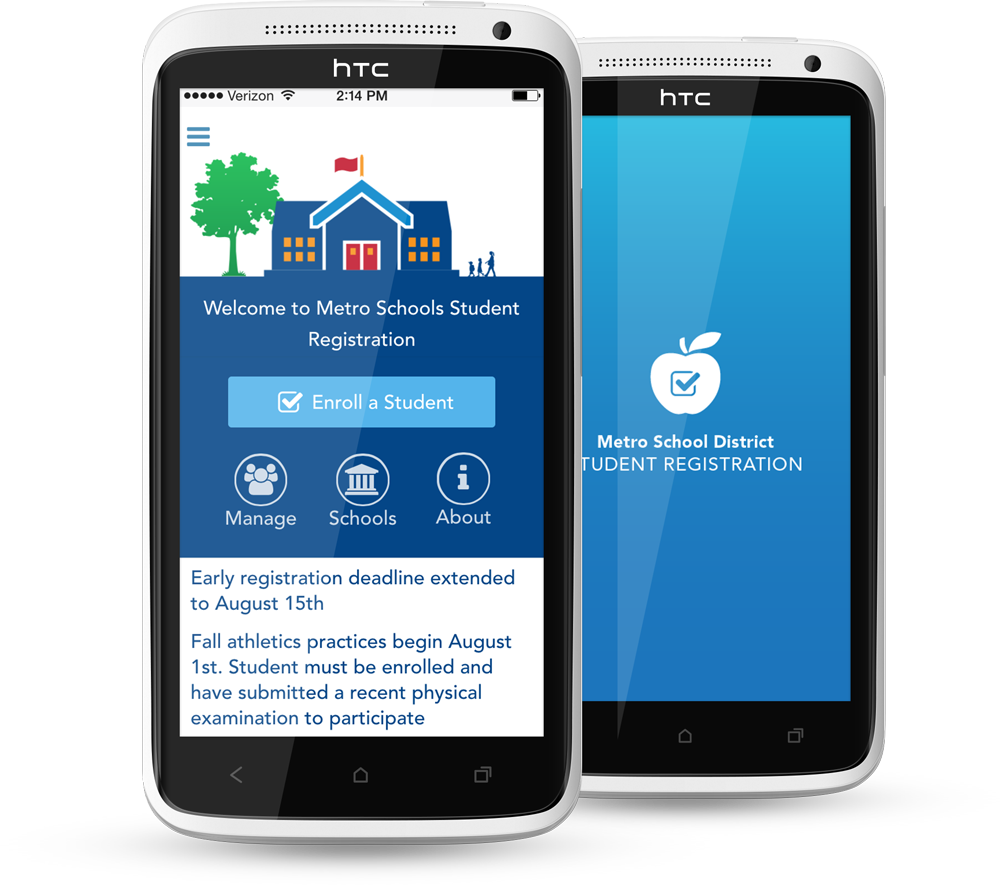 hTC
Verizon
2:14 PM
Welcome to Metro Schools Student
Registration
Enroll a Student
Manage
Schools
About
Early registration deadline extended
to August 15th
Fall athletics practices begin August
1st. Student must be enrolled and
have submitted a recent physical
examination to participate
hTC
Metro School District
TUDENT REGISTRATION